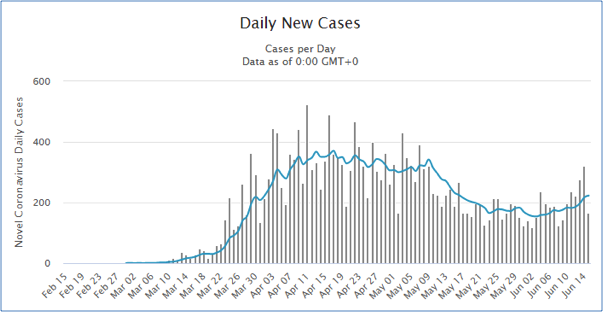 Daily New Cases
Cases per Day
Data as of 0:00 GMT+0
Novel Coronavirus Daily Cases
600
400
200
0
Feb 15
Feb 19
Feb 23
Feb 27
Mar 02
Mar 06
Mar 10
Mar 14
Mar 18
Mar 22
Mar 26
Mar 30
Apr 03
Apr 07
Apr 11
Apr 15
Apr 19
Apr 23
Apr 27
May 01
May 05
May 09
May 13
May 17
May 21
May 25
May 29
Jun 02
Jun 06
Jun 10
Jun 14